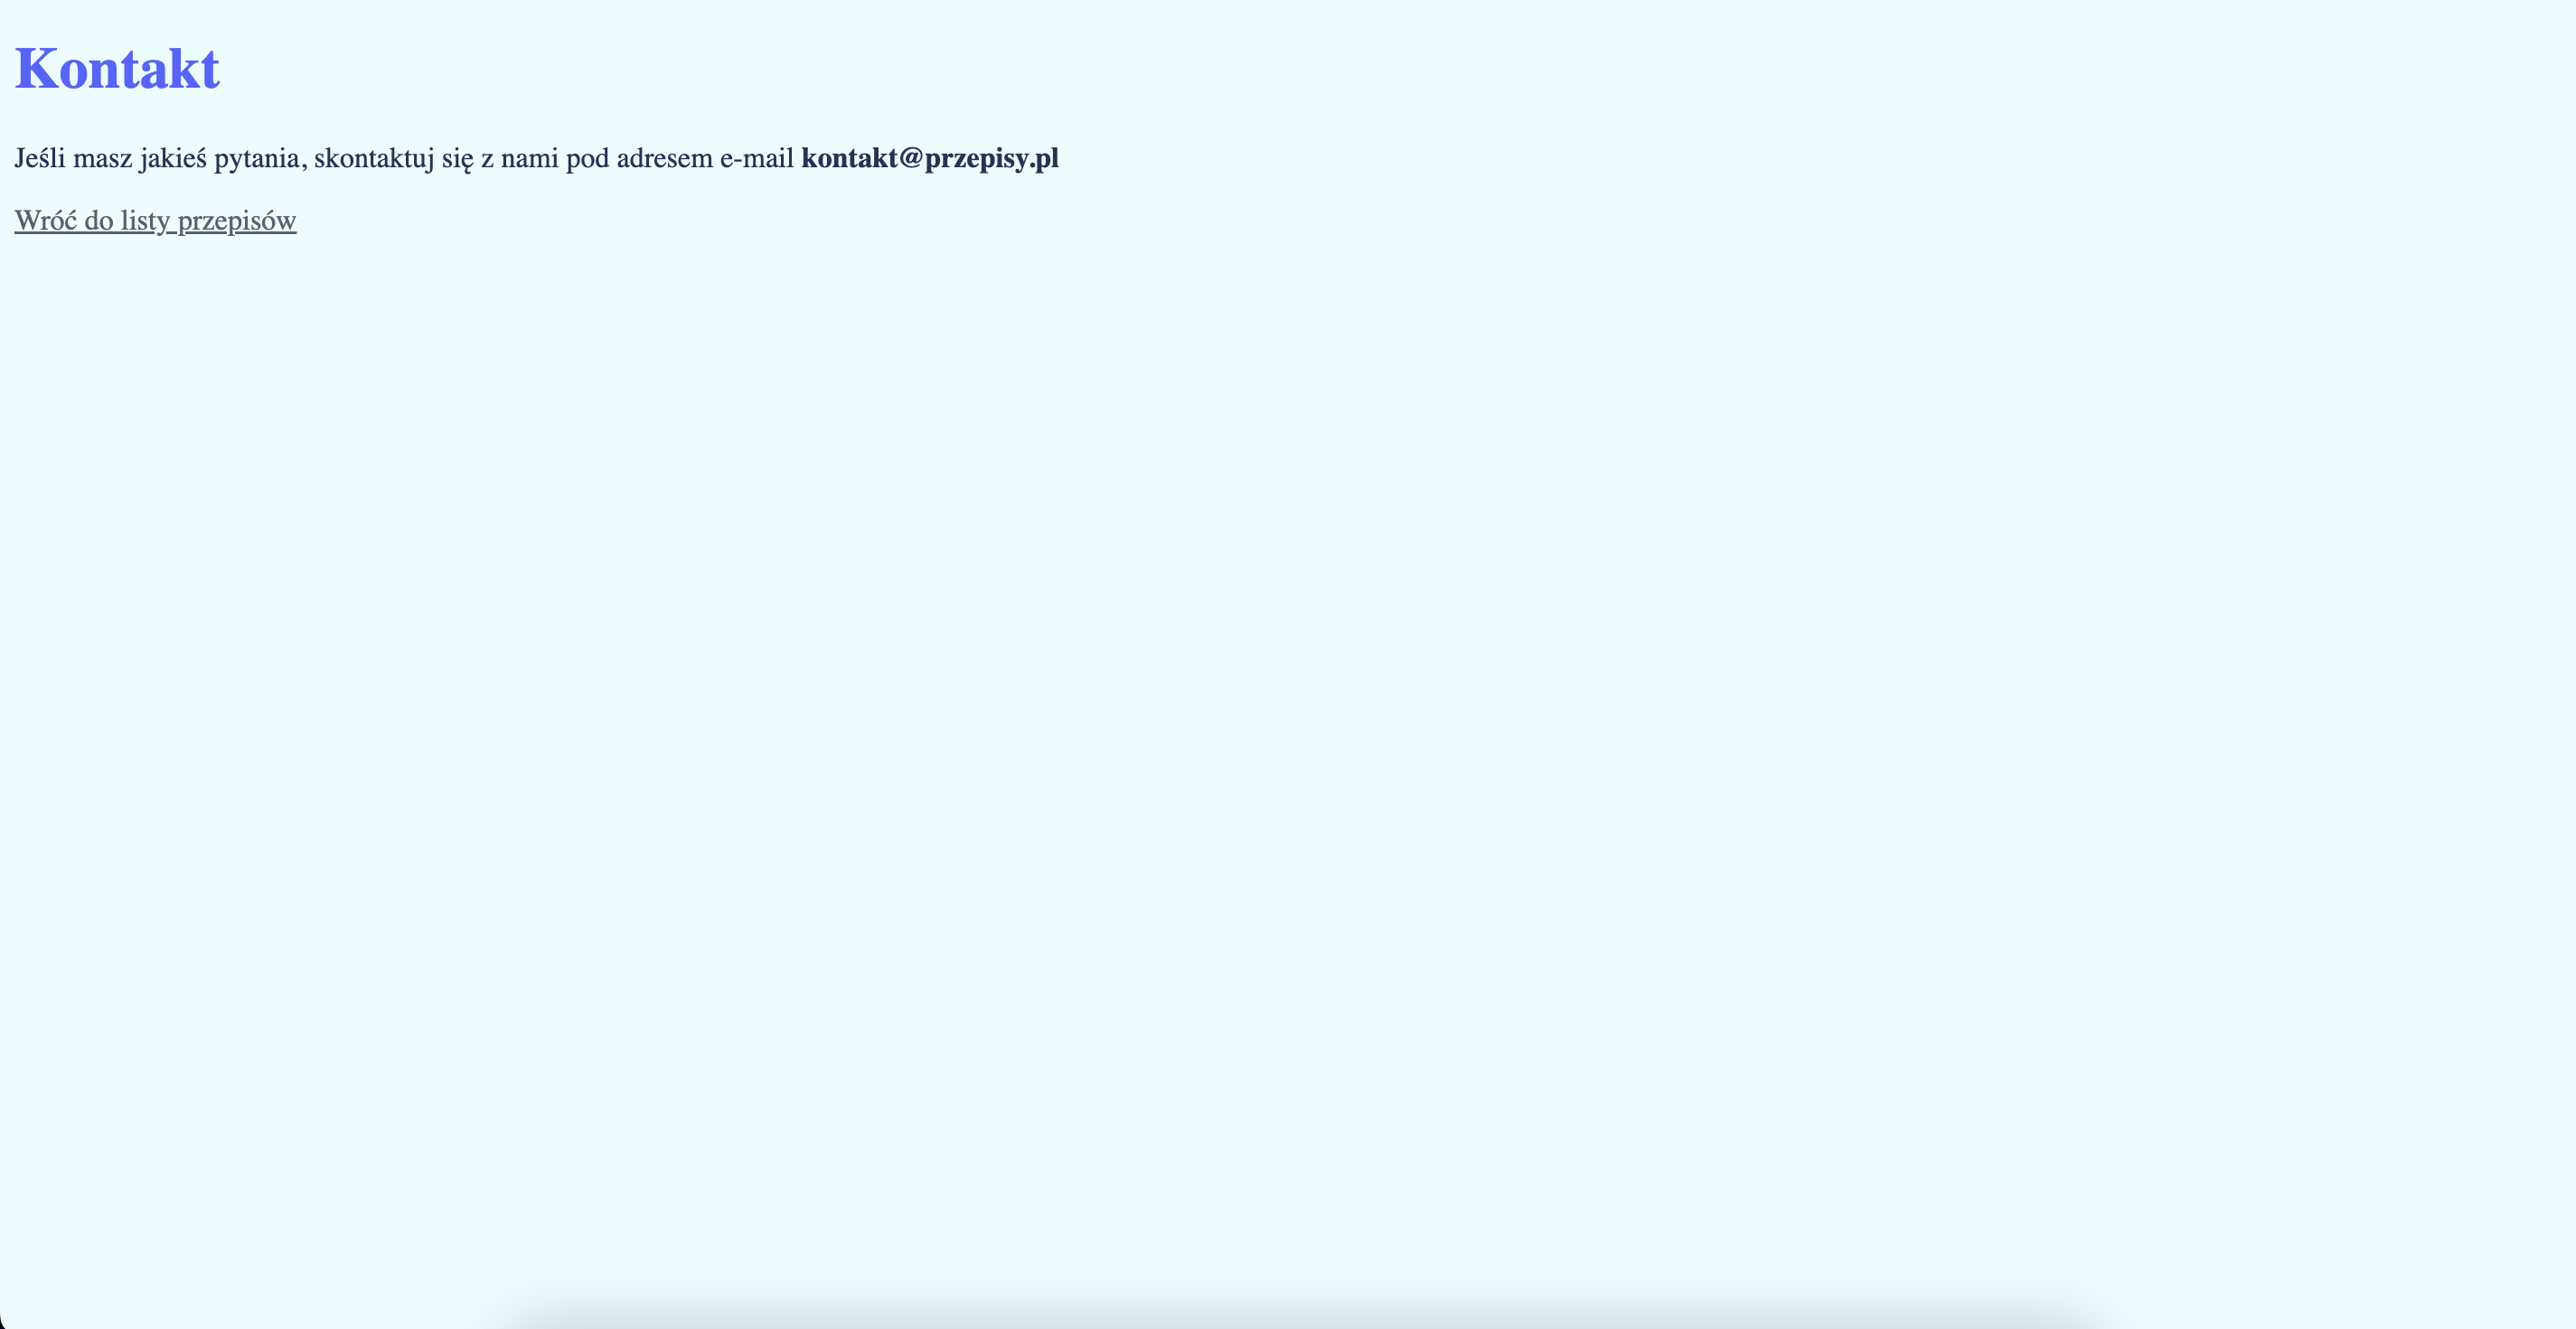 Kontakt
Jeśli masz jakieś pytania, skontaktuj się z nami pod adresem e-mail kontakt@przepisy.pl
Wróć do listy przepisów